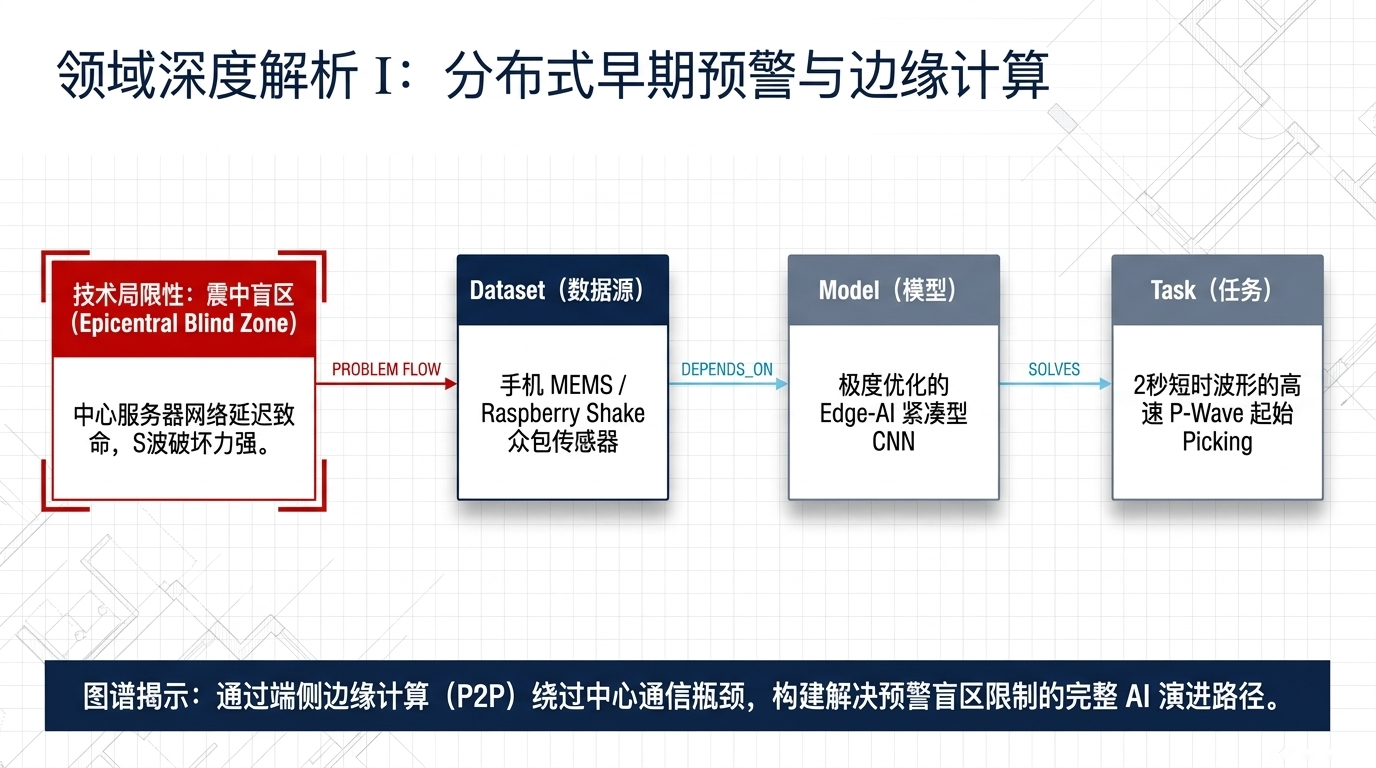 领域深度解析 I：分布式早期预警与边缘计算
技术局限性：震中盲区
（Epicentral Blind Zone）
中心服务器网络延迟致
命，S波破坏力强。
PROBLEM FLOW
Dataset（数据源）
手机 MEMS /
Raspberry Shake
众包传感器
DEPENDS_ON
Model（模型）
极度优化的
Edge-AI 紧凑型
CNN
SOLVES
Task（任务）
2秒短时波形的高
速 P-Wave 起始
Picking
图谱揭示：通过端侧边缘计算（P2P）绕过中心通信瓶颈，构建解决预警盲区限制的完整 AI 演进路径。